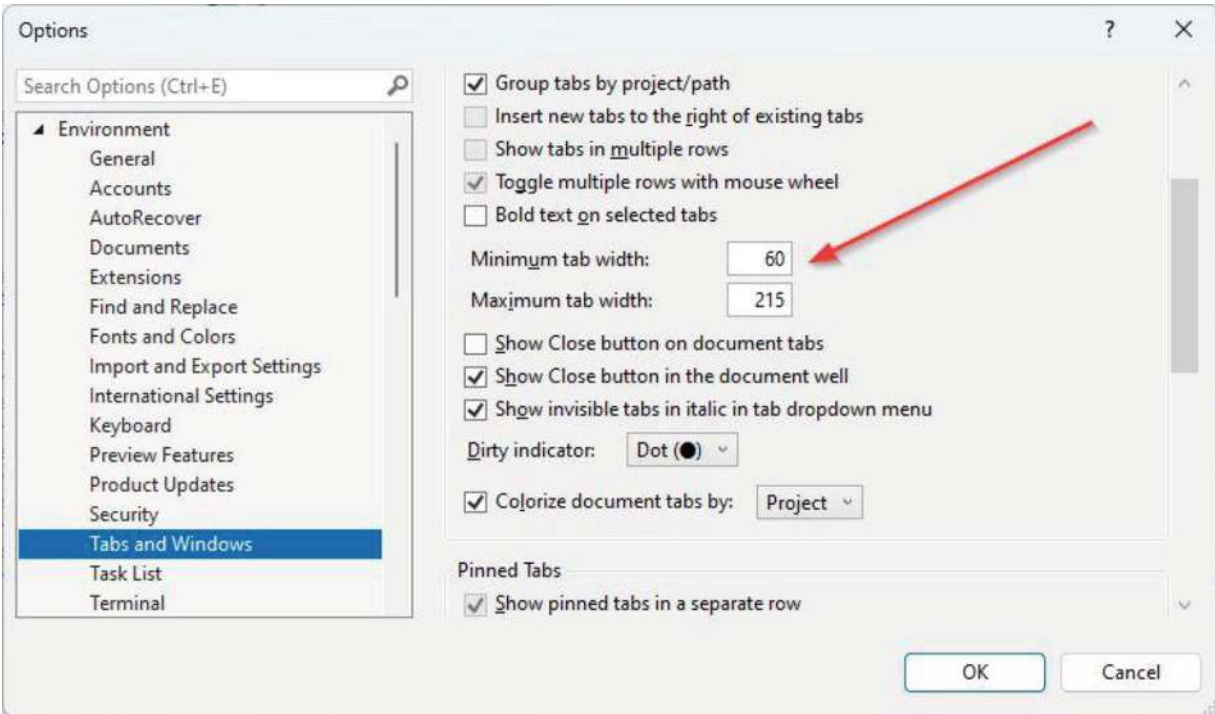 Options
?
Search Options (Ctrl+E)
Environment
General
Accounts
AutoRecover
Documents
Extensions
Find and Replace
Fonts and Colors
Import and Export Settings
International Settings
Keyboard
Preview Features
Product Updates
Security
Tabs and Windows
Task List
Terminal
Group tabs by project/path
Insert new tabs to the right of existing tabs
Show tabs in multiple rows
Toggle multiple rows with mouse wheel
Bold text on selected tabs
Minimum tab width: 60
Maximum tab width: 215
Show Close button on document tabs
Show Close button in the document well
Show invisible tabs in italic in tab dropdown menu
Dirty indicator: Dot (●)
Colorize document tabs by: Project
Pinned Tabs
Show pinned tabs in a separate row
OK Cancel